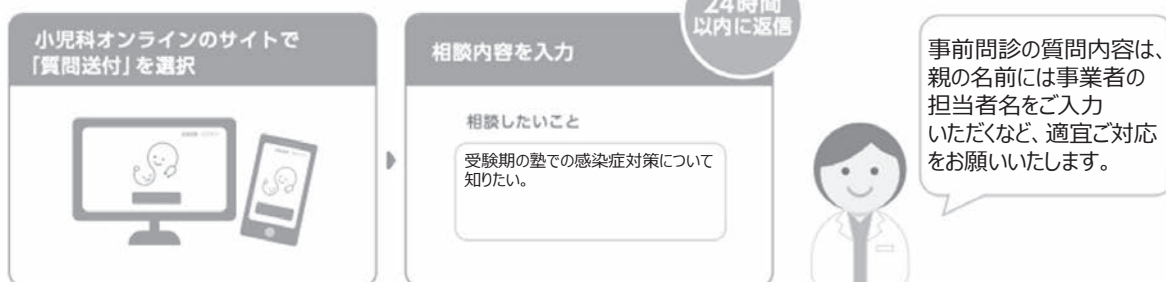 小児科オンラインのサイトで
「質問送付」を選択
相談内容を入力
24時間
以内に返信
相談したいこと
受験期の塾での感染症対策について
知りたい。
事前問診の質問内容は、
親の名前には事業者の
担当者名をご入力
いただくなど、適宜ご対応
をお願いいたします。